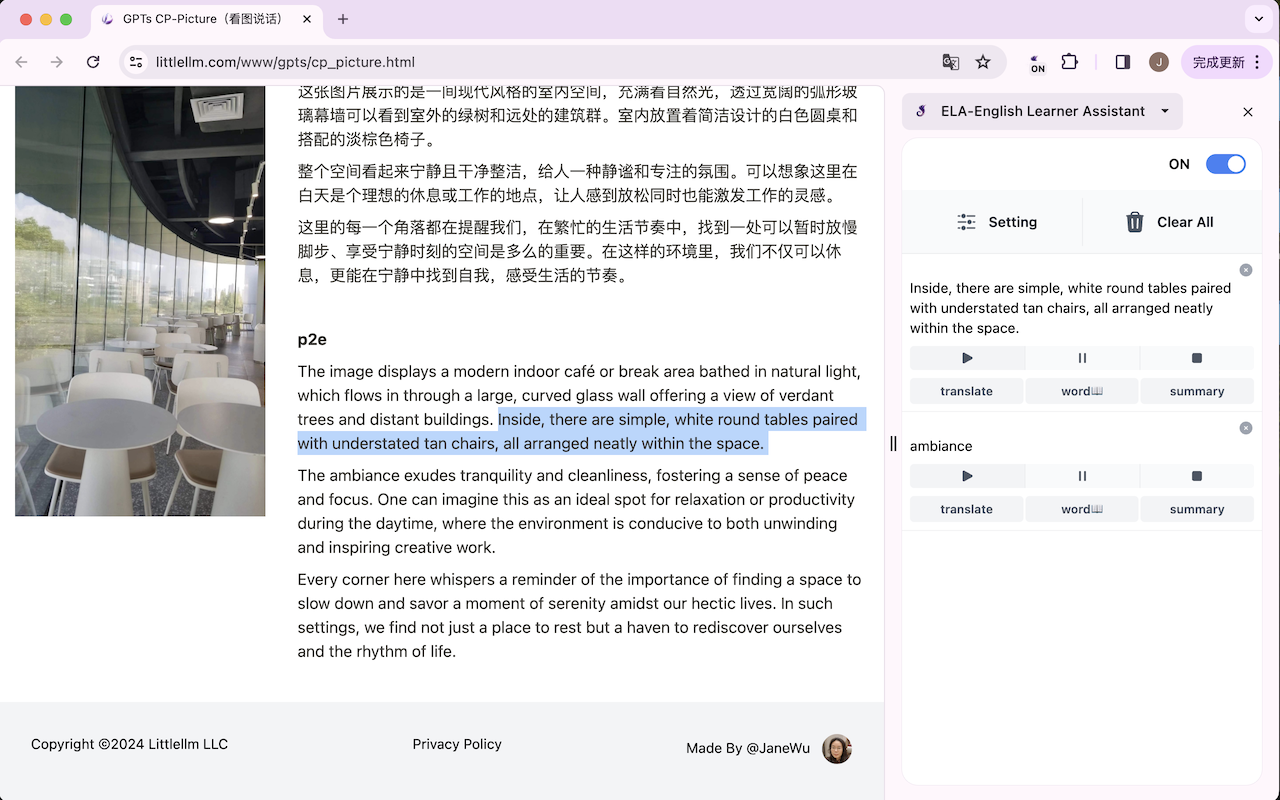 GPTs CP-Picture（看图说话）
littlellm.com/www/gpts/cp_picture.html
ON
J
完成更新
这张图片展示的是一间现代风格的室内空间，充满着自然光，透过宽阔的弧形玻
璃幕墙可以看到室外的绿树和远处的建筑群。室内放置着简洁设计的白色圆桌和
搭配的淡棕色椅子。
整个空间看起来宁静且干净整洁，给人一种静谧和专注的氛围。可以想象这里在
白天是个理想的休息或工作的地点，让人感到放松同时也能激发工作的灵感。
这里的每一个角落都在提醒我们，在繁忙的生活节奏中，找到一处可以暂时放慢
脚步、享受宁静时刻的空间是多么的重要。在这样的环境里，我们不仅可以休
息，更能在宁静中找到自我，感受生活的节奏。
p2e
The image displays a modern indoor café or break area bathed in natural light,
which flows in through a large, curved glass wall offering a view of verdant
trees and distant buildings. Inside, there are simple, white round tables paired
with understated tan chairs, all arranged neatly within the space.
The ambiance exudes tranquility and cleanliness, fostering a sense of peace
and focus. One can imagine this as an ideal spot for relaxation or productivity
during the daytime, where the environment is conducive to both unwinding
and inspiring creative work.
Every corner here whispers a reminder of the importance of finding a space to
slow down and savor a moment of serenity amidst our hectic lives. In such
settings, we find not just a place to rest but a haven to rediscover ourselves
and the rhythm of life.
Copyright ©2024 Littlellm LLC
Privacy Policy
Made By @JaneWu
ELA-English Learner Assistant
ON
Setting
Clear All
Inside, there are simple, white round tables paired
with understated tan chairs, all arranged neatly
within the space.
translate
word📖
summary
ambiance
translate
word📖
summary